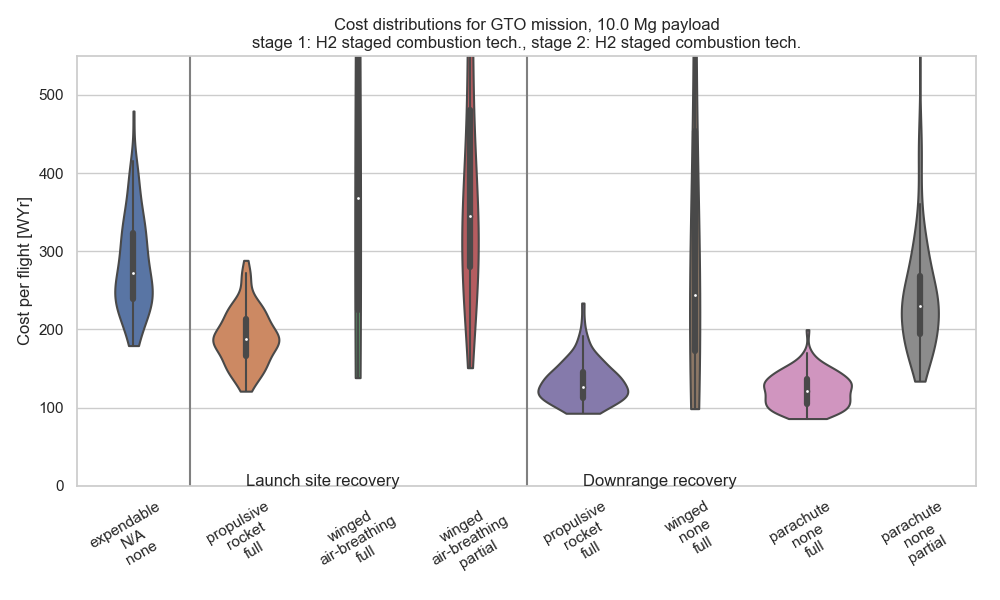 Cost distributions for GTO mission, 10.0 Mg payload
stage 1: H2 staged combustion tech., stage 2: H2 staged combustion tech.
Cost per flight [WYr]
500
400
300
200
100
0
Launch site recovery
Downrange recovery
expendable
N/A
none
propulsive
rocket
full
winged
air-breathing
full
winged
air-breathing
partial
propulsive
rocket
full
winged
none
full
parachute
none
full
parachute
none
partial